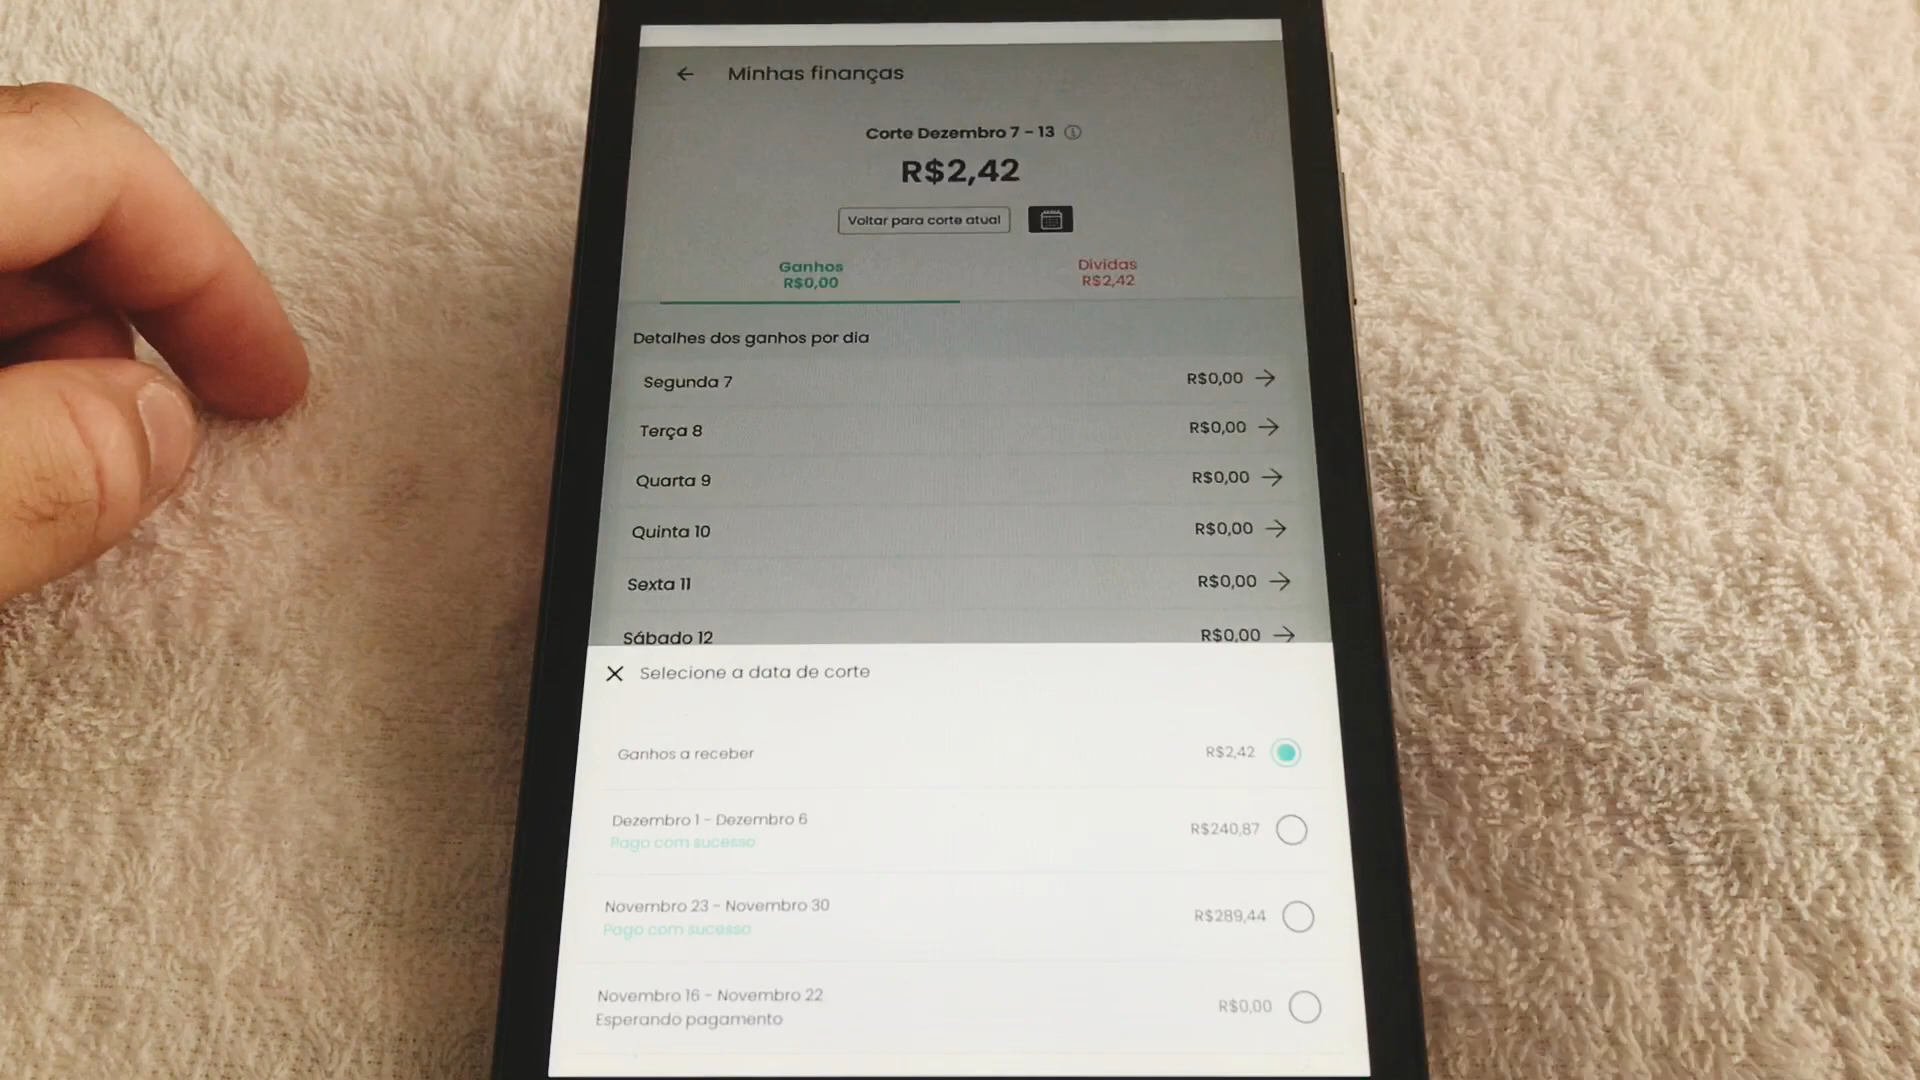 Minhas finanças
Corte Dezembro 7 - 13
R$2,42
Voltar para corte atual
Ganhos
R$0,00
Dívidas
R$2,42
Detalhes dos ganhos por dia
Segunda 7 R$0,00
Terça 8 R$0,00
Quarta 9 R$0,00
Quinta 10 R$0,00
Sexta 11 R$0,00
Sábado 12 R$0,00
Selecione a data de corte
Ganhos a receber R$2,42
Dezembro 1 - Dezembro 6 R$240,87
Pago com sucesso
Novembro 23 - Novembro 30 R$289,44
Pago com sucesso
Novembro 16 - Novembro 22 R$0,00
Esperando pagamento